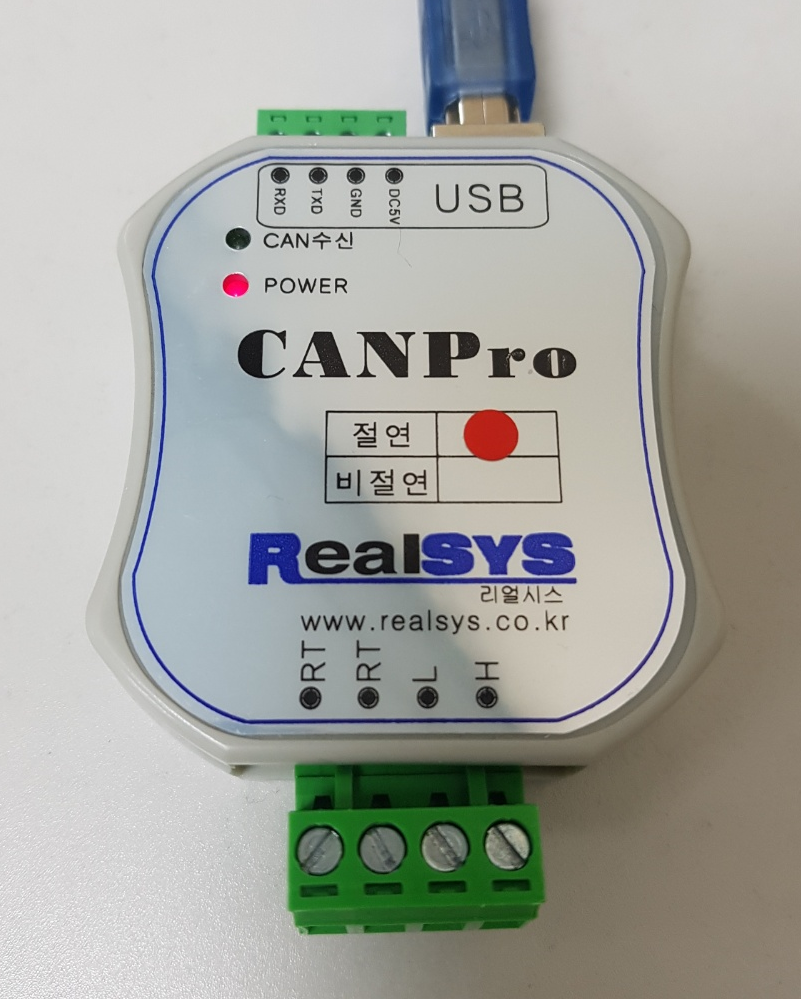 RXD TXD GND DC5V USB
CAN수신
POWER
CANPro
절연
비절연
RealSYS
리얼시스
www.realsys.co.kr
RT RT L H